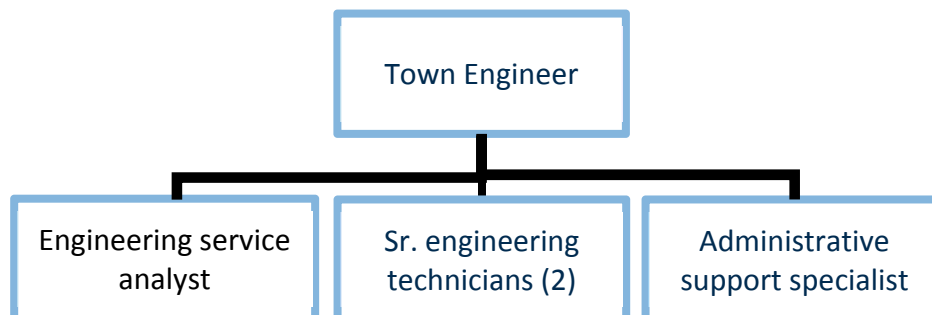 Town Engineer
Engineering service
analyst
Sr. engineering
technicians (2)
Administrative
support specialist